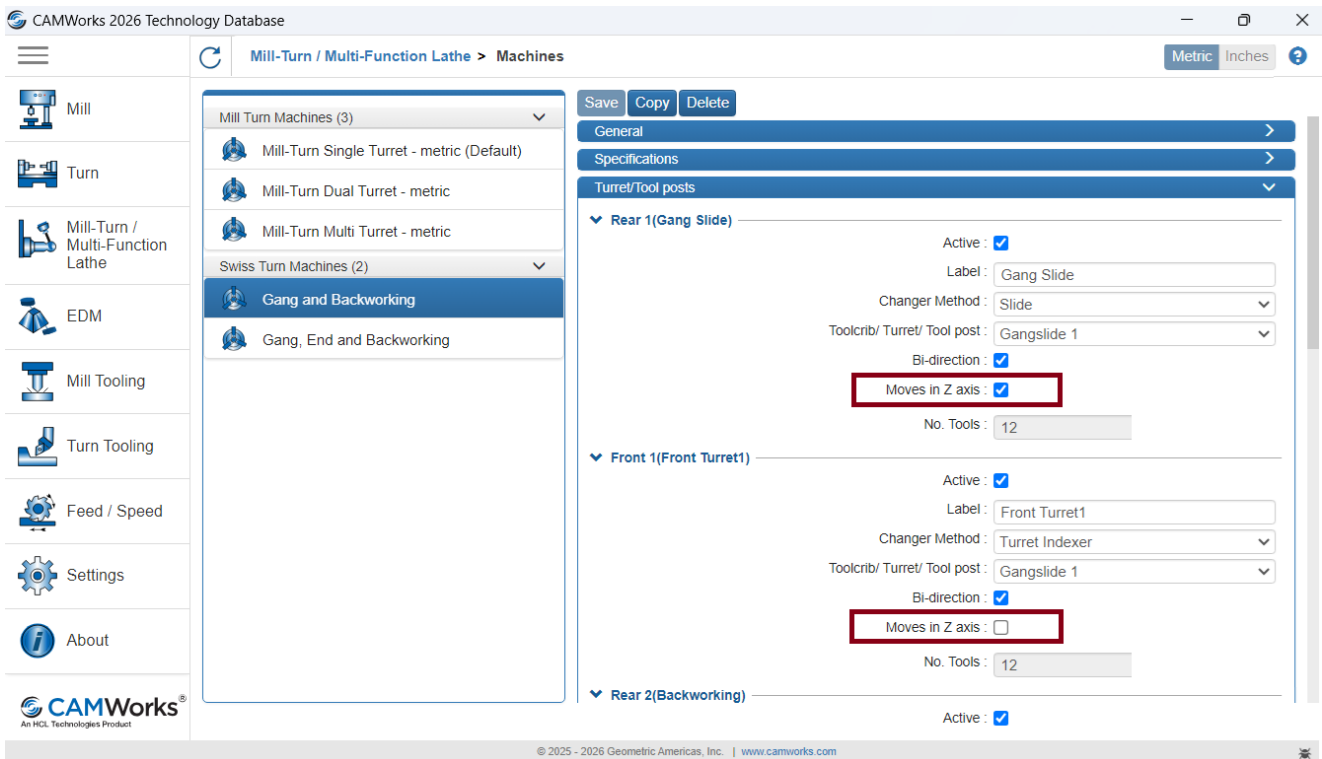 CAMWorks 2026 Technology Database
Mill-Turn / Multi-Function Lathe > Machines
Metric Inches
Mill
Turn
Mill-Turn /
Multi-Function
Lathe
EDM
Mill Tooling
Turn Tooling
Feed / Speed
Settings
About
CAMWorks®
An HCL Technologies Product
Mill Turn Machines (3)
Mill-Turn Single Turret - metric (Default)
Mill-Turn Dual Turret - metric
Mill-Turn Multi Turret - metric
Swiss Turn Machines (2)
Gang and Backworking
Gang, End and Backworking
Save Copy Delete
General
Specifications
Turret/Tool posts
Rear 1(Gang Slide)
Active :
Label : Gang Slide
Changer Method : Slide
Toolcrib/ Turret/ Tool post : Gangslide 1
Bi-direction :
Moves in Z axis :
No. Tools : 12
Front 1(Front Turret1)
Active :
Label : Front Turret1
Changer Method : Turret Indexer
Toolcrib/ Turret/ Tool post : Gangslide 1
Bi-direction :
Moves in Z axis :
No. Tools : 12
Rear 2(Backworking)
Active :
© 2025 - 2026 Geometric Americas, Inc. | www.camworks.com